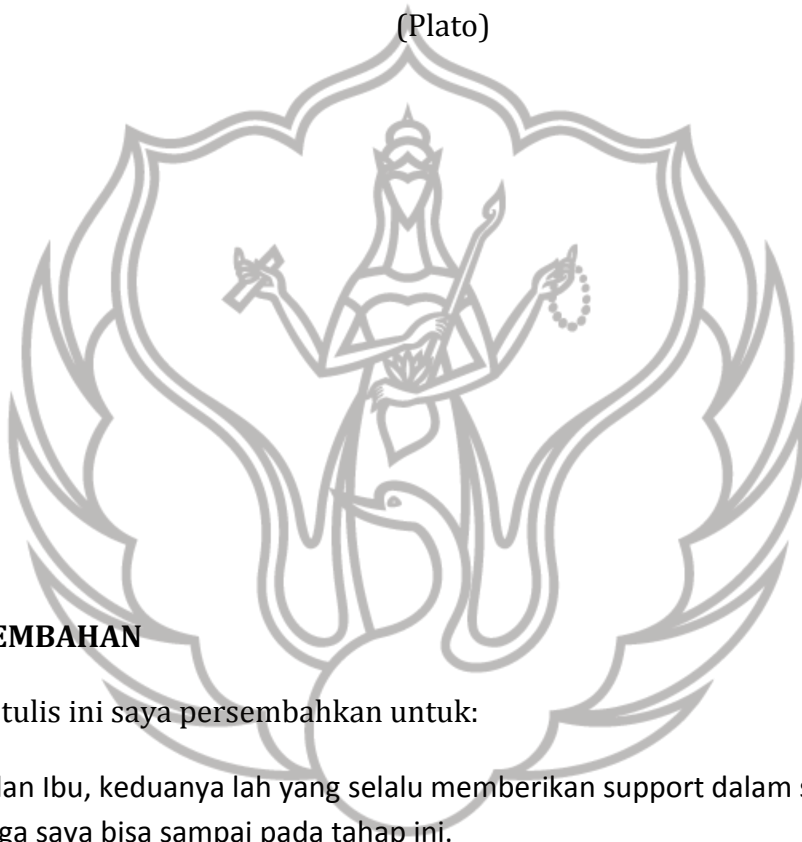 (Plato)
EMBAHAN
tulis ini saya persembahkan untuk:
lan Ibu, keduanya lah yang selalu memberikan support dalam s
ga saya bisa sampai pada tahap ini.